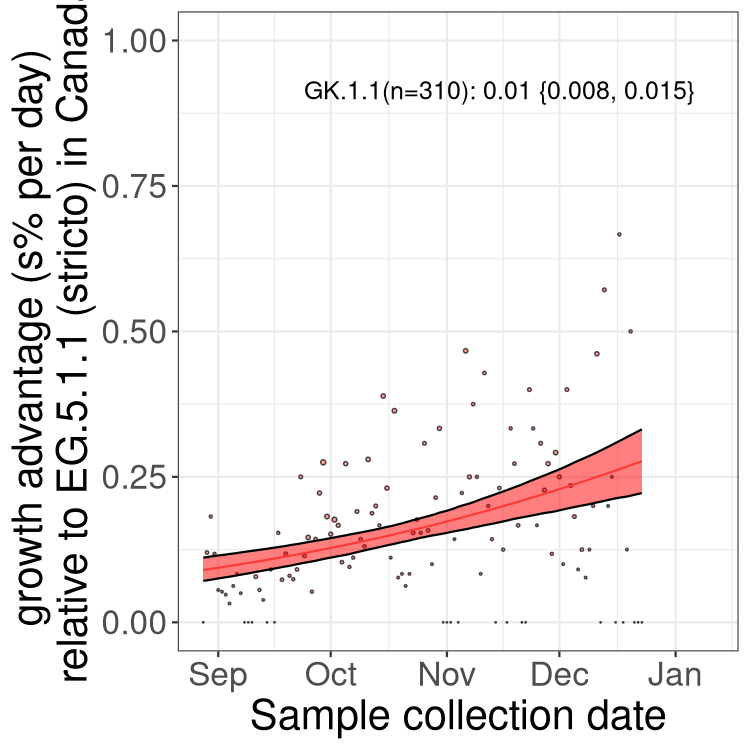 growth advantage (s% per day)
relative to EG.5.1.1 (stricto) in Canada
1.00
0.75
0.50
0.25
0.00
GK.1.1(n=310): 0.01 {0.008, 0.015}
Sep Oct Nov Dec Jan
Sample collection date